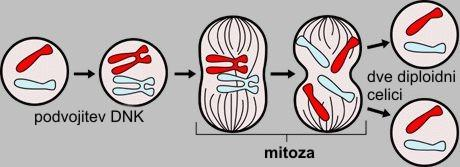 podvojitev DNK
mitoza
dve diploidni
celici